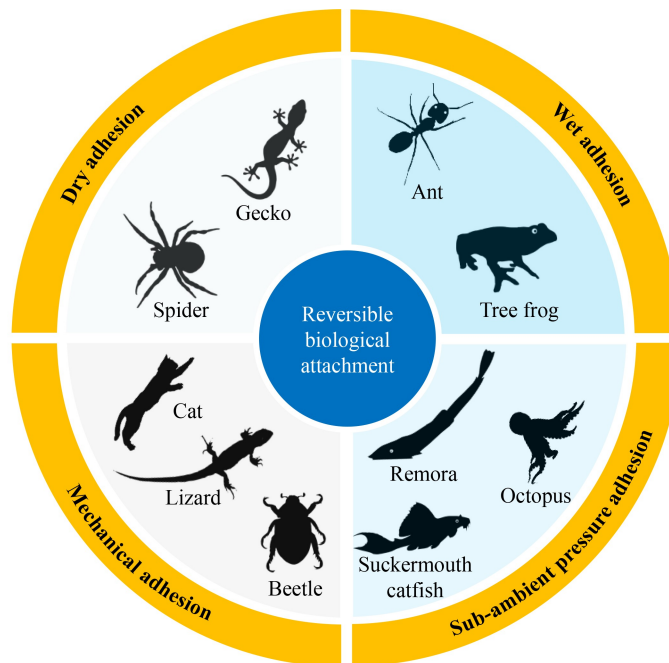 Dry adhesion
Wet adhesion
Gecko
Spider
Ant
Tree frog
Reversible
biological
attachment
Cat
Lizard
Beetle
Remora
Octopus
Suckermouth
catfish
Mechanical adhesion
Sub-ambient pressure adhesion